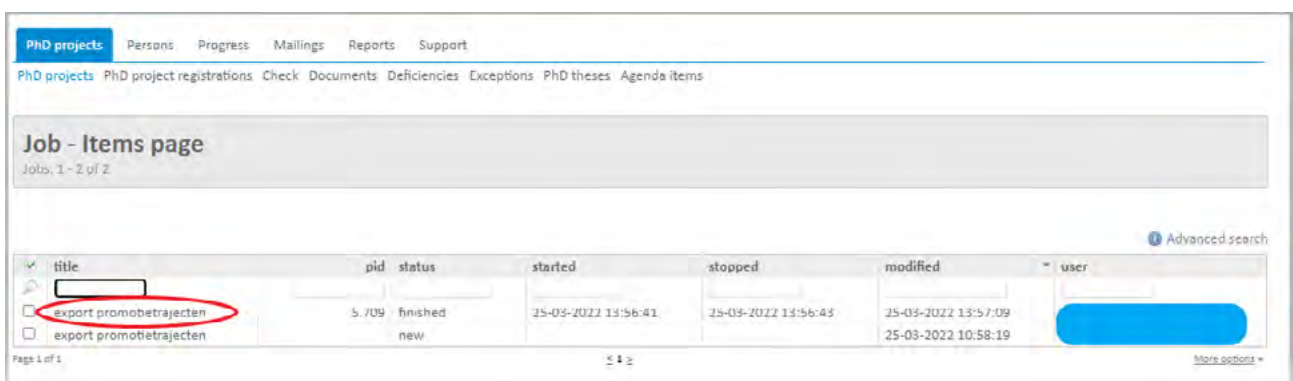 PhD projects Persons Progress Mailings Reports Support
PhD projects PhD project registrations Check Documents Deficiencies Exceptions PhD theses Agenda items
Job - Items page
Jobs, 1 - 2 of 2
Advanced search
title pid status started stopped modified user
export promotietrajecten 5.709 finished 25-03-2022 13:56:41 25-03-2022 13:56:43 25-03-2022 13:57:09
export promotietrajecten new 25-03-2022 10:58:19
Page 1 of 1 < 1 > More options